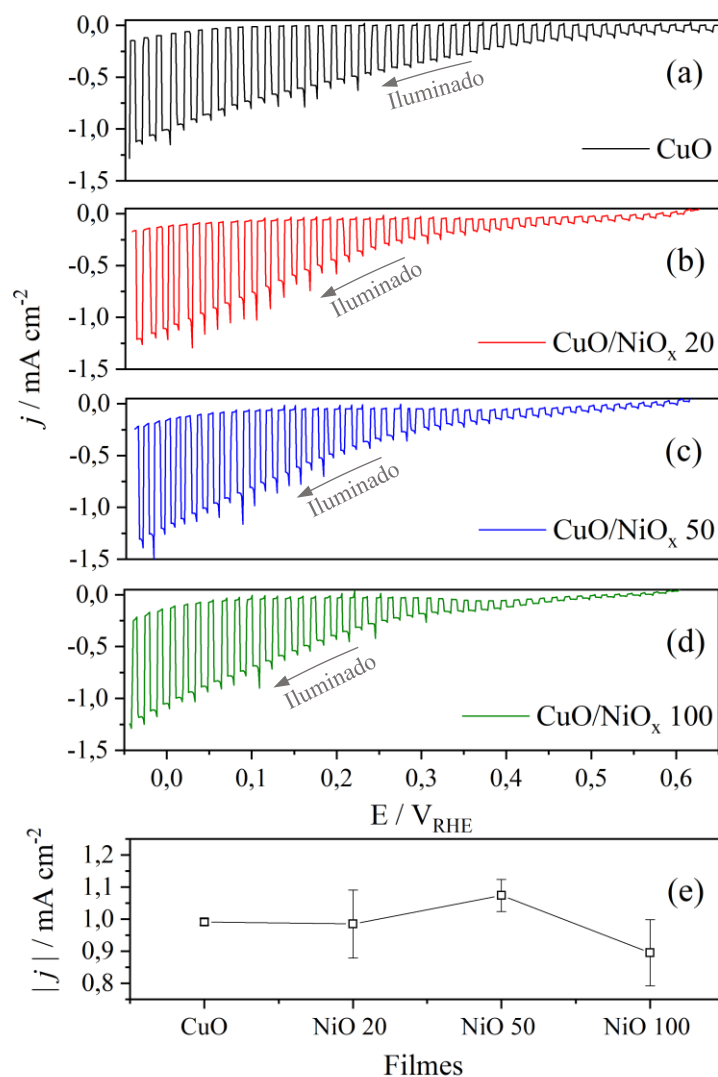 0,0
-0,5
-1,0
-1,5
Iluminado
(a)
CuO
0,0
-0,5
-1,0
-1,5
Iluminado
(b)
CuO/NiOₓ 20
j / mA cm⁻²
0,0
-0,5
-1,0
-1,5
Iluminado
(c)
CuO/NiOₓ 50
0,0
-0,5
-1,0
-1,5
Iluminado
(d)
CuO/NiOₓ 100
0,0 0,1 0,2 0,3 0,4 0,5 0,6
E / V_RHE
1,2
1,1
1,0
0,9
0,8
|j| / mA cm⁻²
(e)
CuO NiO 20 NiO 50 NiO 100
Filmes